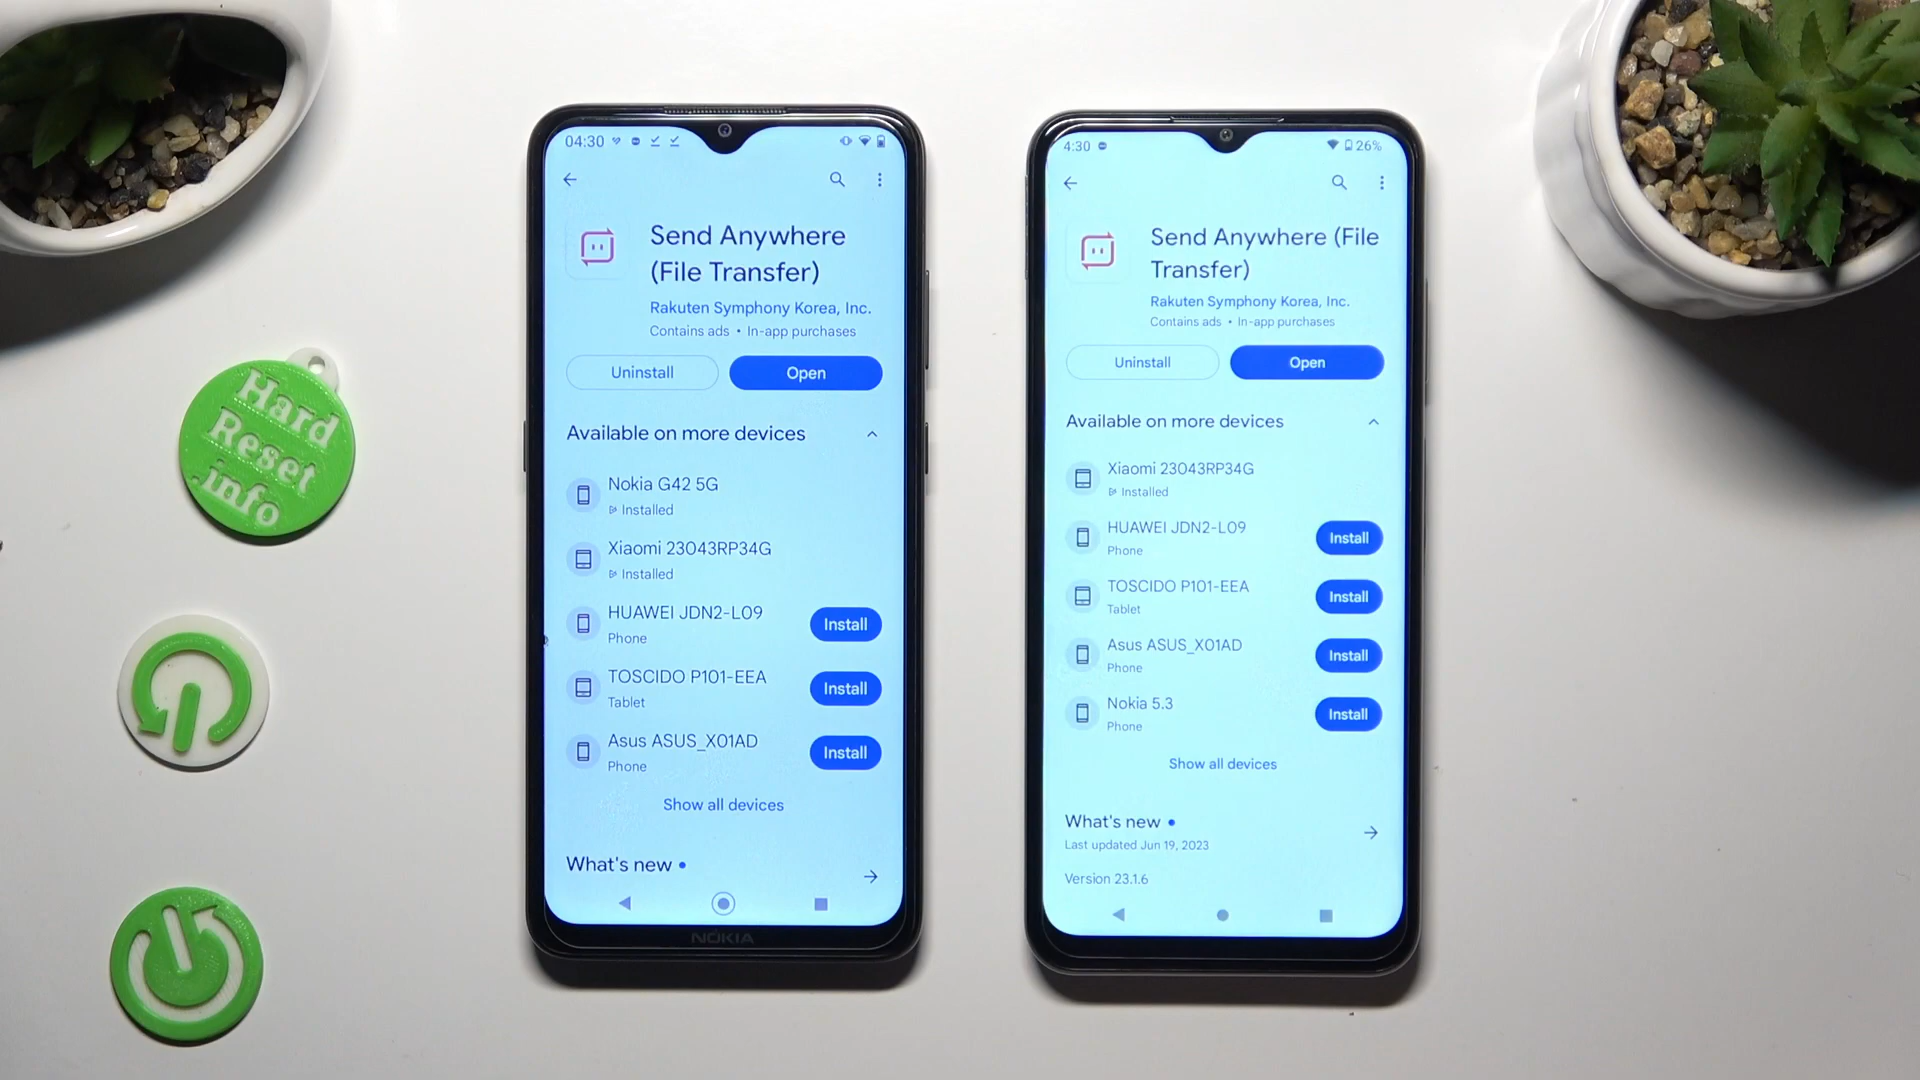 Hard
Reset
.info
04:30
Send Anywhere
(File Transfer)
Rakuten Symphony Korea, Inc.
Contains ads • In-app purchases
Uninstall
Open
Available on more devices
Nokia G42 5G
Installed
Xiaomi 23043RP34G
Installed
HUAWEI JDN2-L09
Phone
Install
TOSCIDO P101-EEA
Tablet
Install
Asus ASUS_X01AD
Phone
Install
Show all devices
What's new •
NOKIA
4:30
26%
Send Anywhere (File
Transfer)
Rakuten Symphony Korea, Inc.
Contains ads • In-app purchases
Uninstall
Open
Available on more devices
Xiaomi 23043RP34G
Installed
HUAWEI JDN2-L09
Phone
Install
TOSCIDO P101-EEA
Tablet
Install
Asus ASUS_X01AD
Phone
Install
Nokia 5.3
Phone
Install
Show all devices
What's new •
Last updated Jun 19, 2023
Version 23.1.6